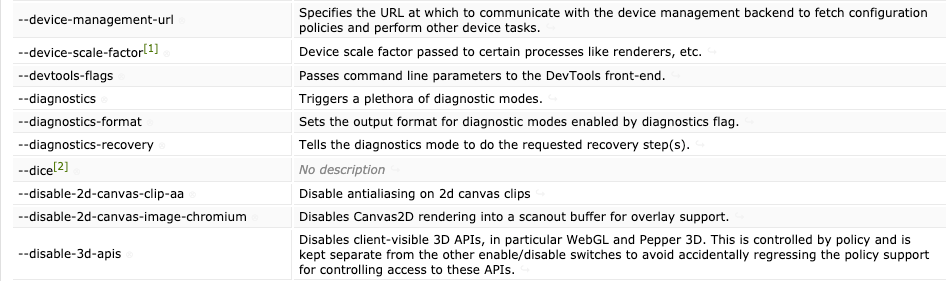 --device-management-url
Specifies the URL at which to communicate with the device management backend to fetch configuration
policies and perform other device tasks.
--device-scale-factor[1]
Device scale factor passed to certain processes like renderers, etc.
--devtools-flags
Passes command line parameters to the DevTools front-end.
--diagnostics
Triggers a plethora of diagnostic modes.
--diagnostics-format
Sets the output format for diagnostic modes enabled by diagnostics flag.
--diagnostics-recovery
Tells the diagnostics mode to do the requested recovery step(s).
--dice[2]
No description
--disable-2d-canvas-clip-aa
Disable antialiasing on 2d canvas clips
--disable-2d-canvas-image-chromium
Disables Canvas2D rendering into a scanout buffer for overlay support.
--disable-3d-apis
Disables client-visible 3D APIs, in particular WebGL and Pepper 3D. This is controlled by policy and is
kept separate from the other enable/disable switches to avoid accidentally regressing the policy support
for controlling access to these APIs.